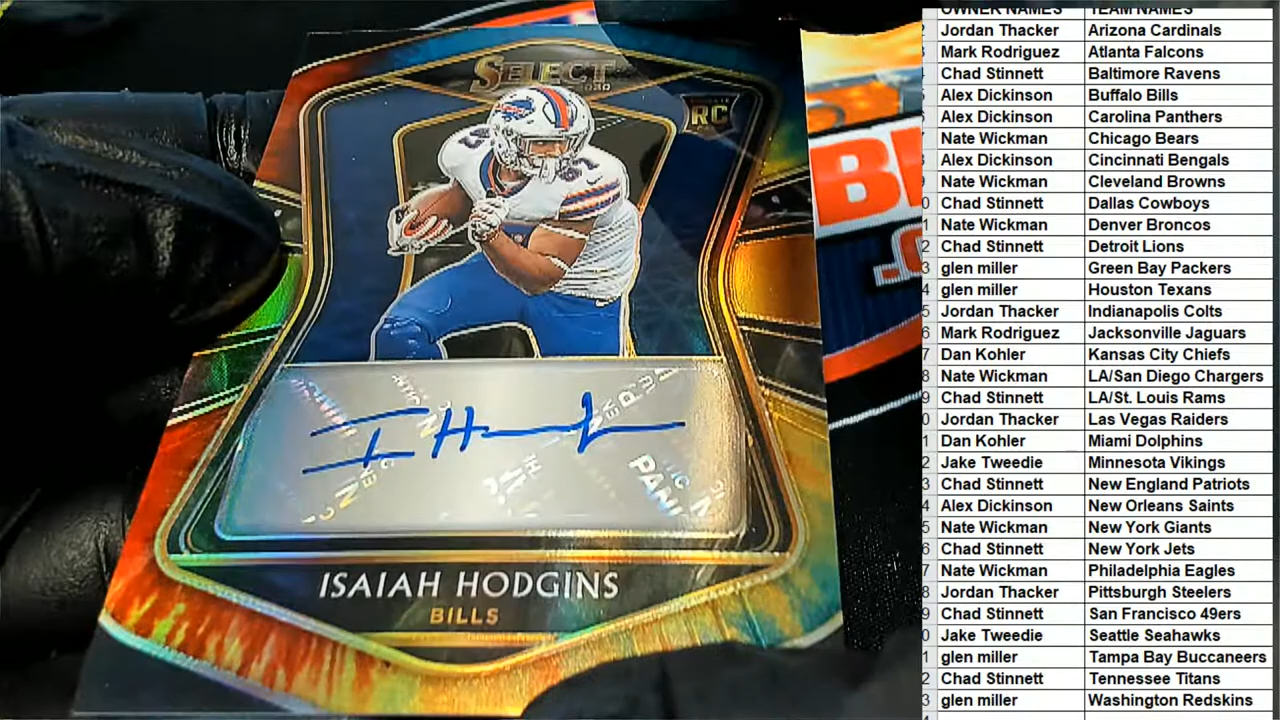 SELECT
2020
RC
I Hodgins
ISAIAH HODGINS
BILLS
OWNER NAMES TEAM NAMES
Jordan Thacker Arizona Cardinals
Mark Rodriguez Atlanta Falcons
Chad Stinnett Baltimore Ravens
Alex Dickinson Buffalo Bills
Alex Dickinson Carolina Panthers
Nate Wickman Chicago Bears
Alex Dickinson Cincinnati Bengals
Nate Wickman Cleveland Browns
Chad Stinnett Dallas Cowboys
Nate Wickman Denver Broncos
Chad Stinnett Detroit Lions
glen miller Green Bay Packers
glen miller Houston Texans
Jordan Thacker Indianapolis Colts
Mark Rodriguez Jacksonville Jaguars
Dan Kohler Kansas City Chiefs
Nate Wickman LA/San Diego Chargers
Chad Stinnett LA/St. Louis Rams
Jordan Thacker Las Vegas Raiders
Dan Kohler Miami Dolphins
Jake Tweedie Minnesota Vikings
Chad Stinnett New England Patriots
Alex Dickinson New Orleans Saints
Nate Wickman New York Giants
Chad Stinnett New York Jets
Nate Wickman Philadelphia Eagles
Jordan Thacker Pittsburgh Steelers
Chad Stinnett San Francisco 49ers
Jake Tweedie Seattle Seahawks
glen miller Tampa Bay Buccaneers
Chad Stinnett Tennessee Titans
glen miller Washington Redskins